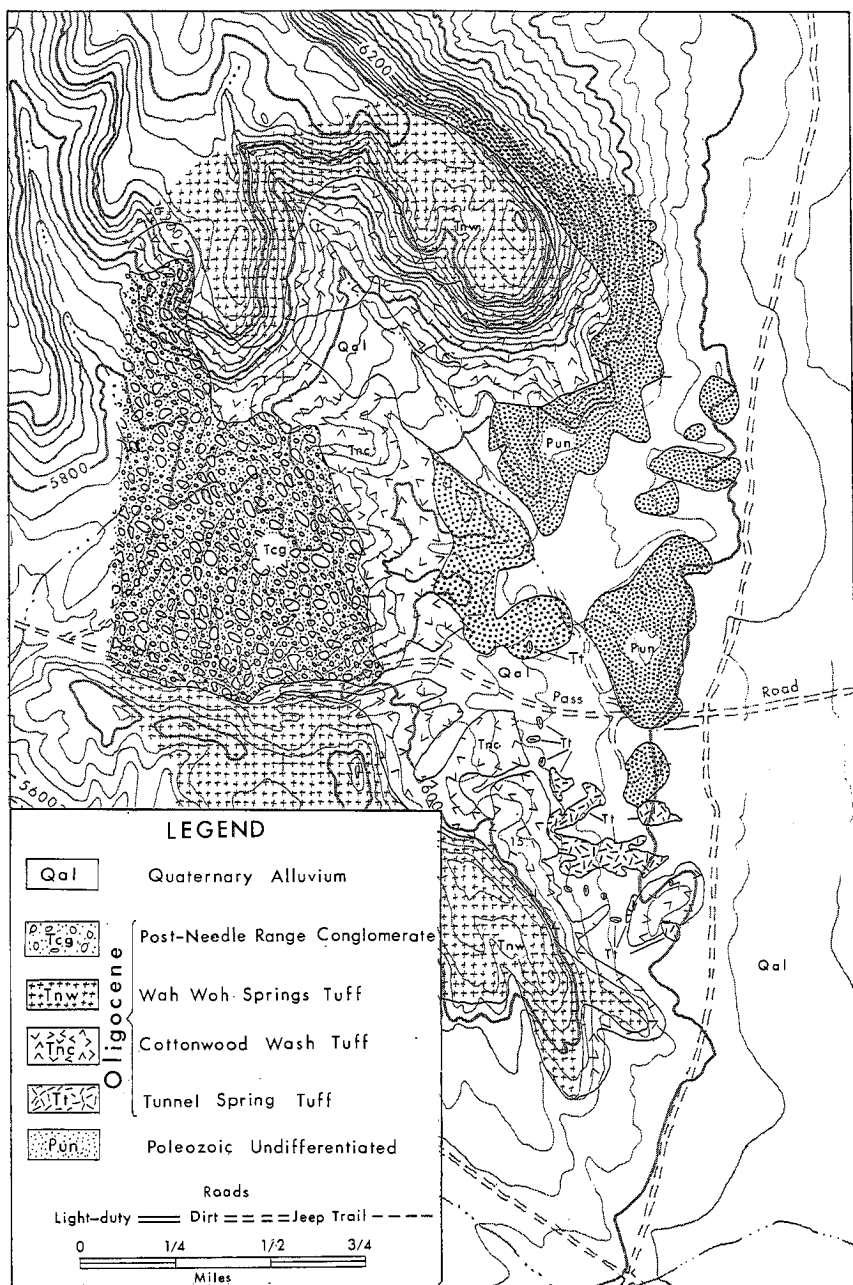 6200
Tnw
Qal
5800
Tnc
Pun
Tcg
Pun
Tt
Qal
Pass Road
Tnc
Tt
5600
Tt
15
Tnw
Tt
Qal
LEGEND
Qal Quaternary Alluvium
Oligocene
Tcg Post-Needle Range Conglomerate
Tnw Wah Woh Springs Tuff
Tnc Cottonwood Wash Tuff
Tt Tunnel Spring Tuff
Pun Poleozoic Undifferentiated
Roads
Light-duty Dirt Jeep Trail
0 1/4 1/2 3/4
Miles